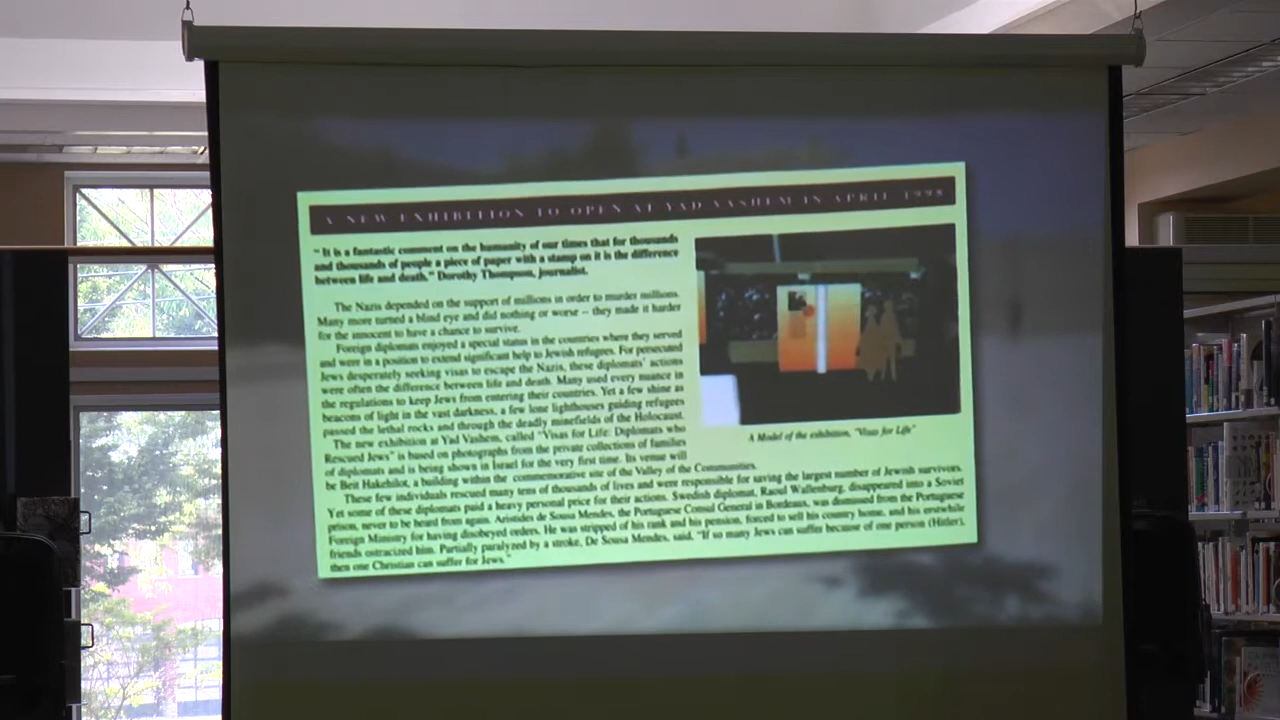 A NEW EXHIBITION TO OPEN AT YAD VASHEM IN APRIL 1998
"It is a fantastic comment on the humanity of our times that for thousands
and thousands of people a piece of paper with a stamp on it is the difference
between life and death." Dorothy Thompson, journalist.
The Nazis depended on the support of millions in order to murder millions.
Many more turned a blind eye and did nothing or worse – they made it harder
for the innocent to have a chance to survive.
Foreign diplomats enjoyed a special status in the countries where they served
and were in a position to extend significant help to Jewish refugees. For persecuted
Jews desperately seeking visas to escape the Nazis, these diplomats' actions
were often the difference between life and death. Many used every nuance in
the regulations to keep Jews from entering their countries. Yet a few shine as
beacons of light in the vast darkness, a few lone lighthouses guiding refugees
passed the lethal rocks and through the deadly minefields of the Holocaust.
The new exhibition at Yad Vashem, called "Visas for Life: Diplomats who
Rescued Jews" is based on photographs from the private collections of families
of diplomats and is being shown in Israel for the very first time. Its venue will
be Beit Hakehilot, a building within the commemorative site of the Valley of the Communities.
These few individuals rescued many tens of thousands of lives and were responsible for saving the largest number of Jewish survivors.
Yet some of these diplomats paid a heavy personal price for their actions. Swedish diplomat, Raoul Wallenburg, disappeared into a Soviet
prison, never to be heard from again. Aristides de Sousa Mendes, the Portuguese Consul General in Bordeaux, was dismissed from the Portuguese
Foreign Ministry for having disobeyed orders. He was stripped of his rank and his pension, forced to sell his country home, and his erstwhile
friends ostracized him. Partially paralyzed by a stroke, De Sousa Mendes, said, "If so many Jews can suffer because of one person (Hitler),
then one Christian can suffer for Jews."
A Model of the exhibition, "Visas for Life"